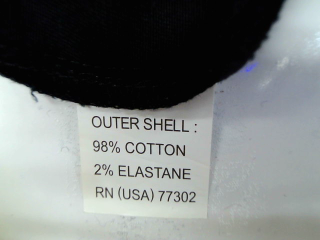 OUTER SHELL :
98% COTTON
2% ELASTANE
RN (USA) 77302